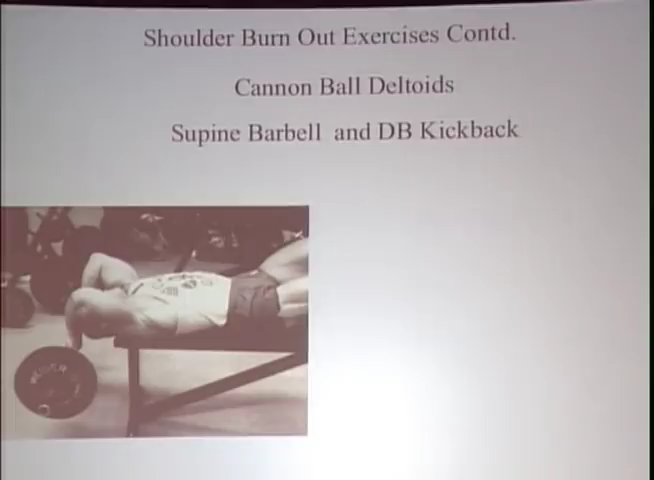 Shoulder Burn Out Exercises Contd.
Cannon Ball Deltoids
Supine Barbell and DB Kickback